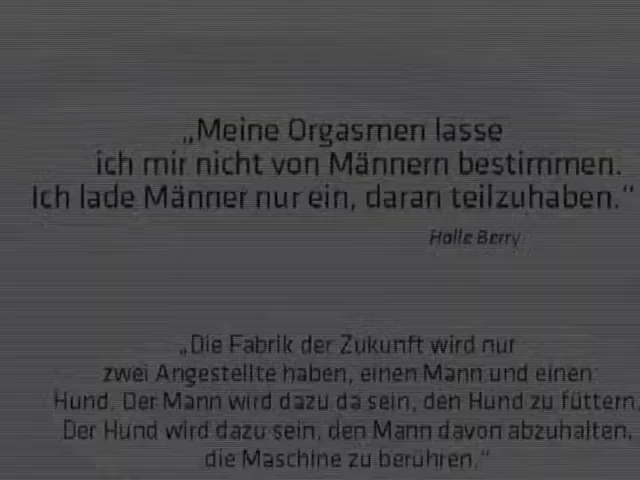 „Meine Orgasmen lasse
ich mir nicht von Männern bestimmen.
Ich lade Männer nur ein, daran teilzuhaben.“
Halle Berry
„Die Fabrik der Zukunft wird nur
zwei Angestellte haben, einen Mann und einen
Hund. Der Mann wird dazu da sein, den Hund zu füttern.
Der Hund wird dazu sein, den Mann davon abzuhalten,
die Maschine zu berühren.“